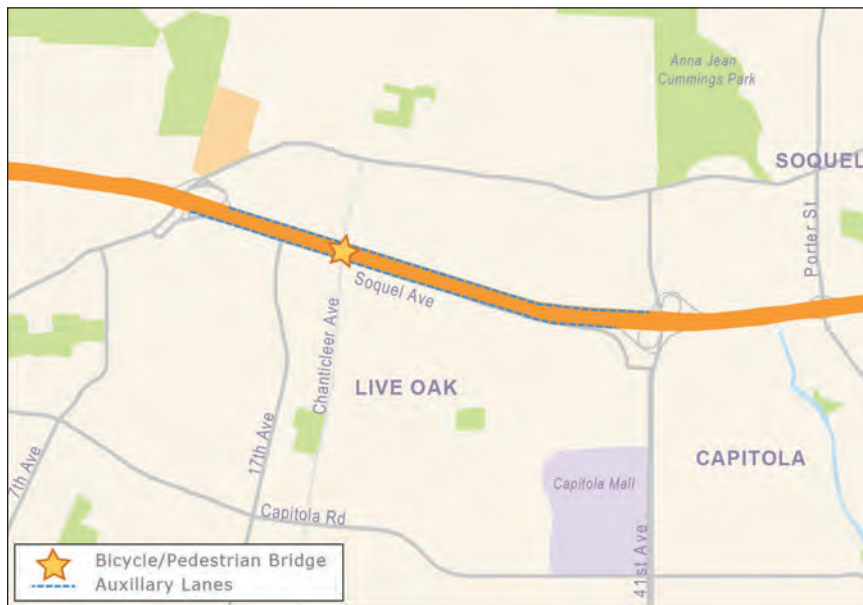 Anna Jean
Cummings Park
SOQUEL
Porter St
Soquel Ave
Chanticleer Ave
LIVE OAK
17th Ave
7th Ave
Capitola Rd
Capitola Mall
CAPITOLA
41st Ave
Bicycle/Pedestrian Bridge
Auxillary Lanes